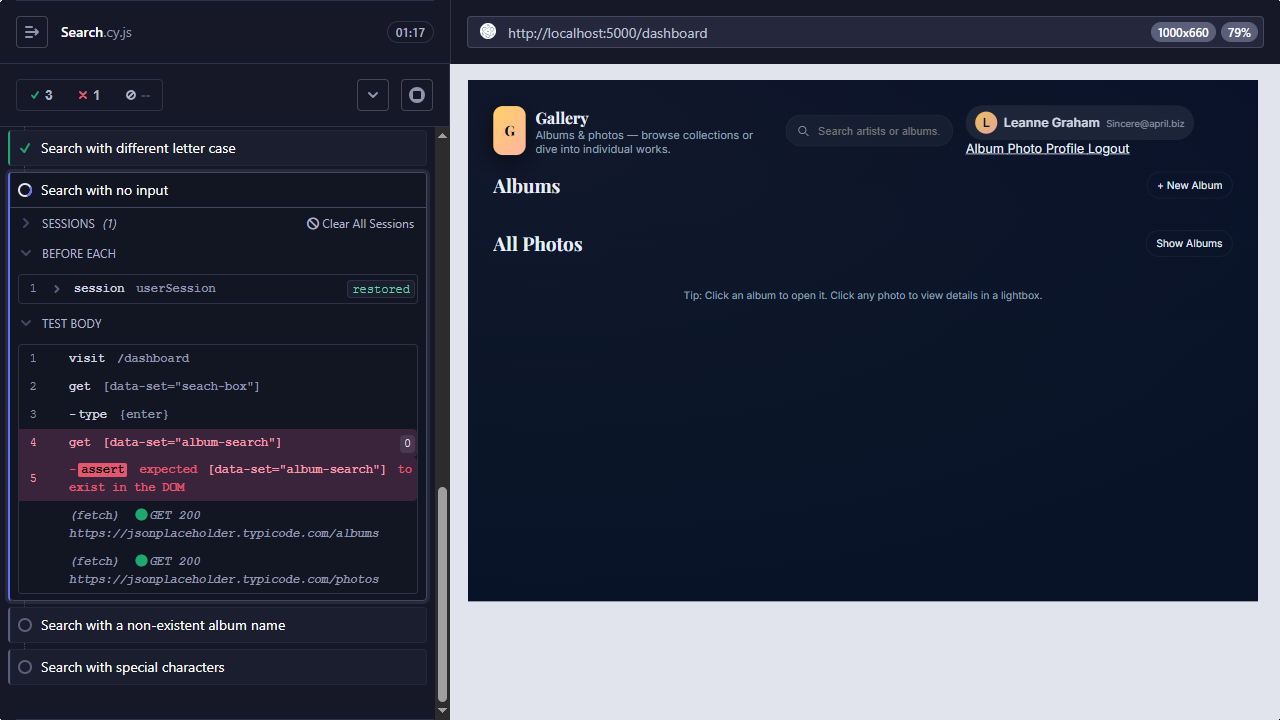 Search.cy.js
01:17
3
1
--
Search with different letter case
Search with no input
SESSIONS (1)
Clear All Sessions
BEFORE EACH
1 session userSession restored
TEST BODY
1 visit /dashboard
2 get [data-set="seach-box"]
3 -type {enter}
4 get [data-set="album-search"] 0
5 -assert expected [data-set="album-search"] to
exist in the DOM
(fetch) GET 200
https://jsonplaceholder.typicode.com/albums
(fetch) GET 200
https://jsonplaceholder.typicode.com/photos
Search with a non-existent album name
Search with special characters
http://localhost:5000/dashboard
1000x660
79%
G
Gallery
Albums & photos — browse collections or
dive into individual works.
Search artists or albums.
L
Leanne Graham Sincere@april.biz
Album Photo Profile Logout
Albums
+ New Album
All Photos
Show Albums
Tip: Click an album to open it. Click any photo to view details in a lightbox.